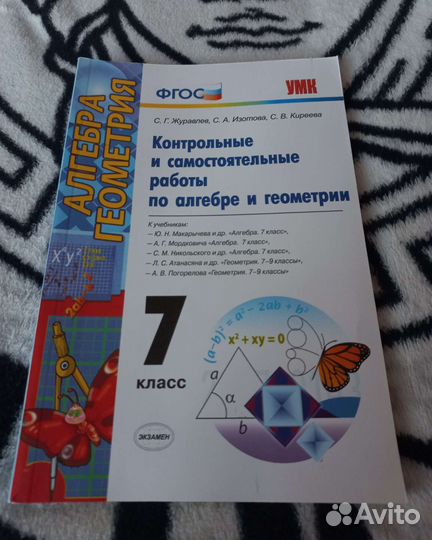 ФГОС
УМК
С. Г. Журавлев, С. А. Изотова, С. В. Киреева
Контрольные
и самостоятельные
работы
по алгебре и геометрии
К учебникам:
— Ю. Н. Макарычева и др. «Алгебра. 7 класс»,
— А. Г. Мордковича «Алгебра. 7 класс»,
— С. М. Никольского и др. «Алгебра. 7 класс»,
— Л. С. Атанасяна и др. «Геометрия. 7–9 классы»,
— А. В. Погорелова «Геометрия. 7–9 классы»
АЛГЕБРА
ГЕОМЕТРИЯ
7
класс
(a–b)² = a² – 2ab + b²
x² + xy = 0
a
α
b
ЭКЗАМЕН
Avito